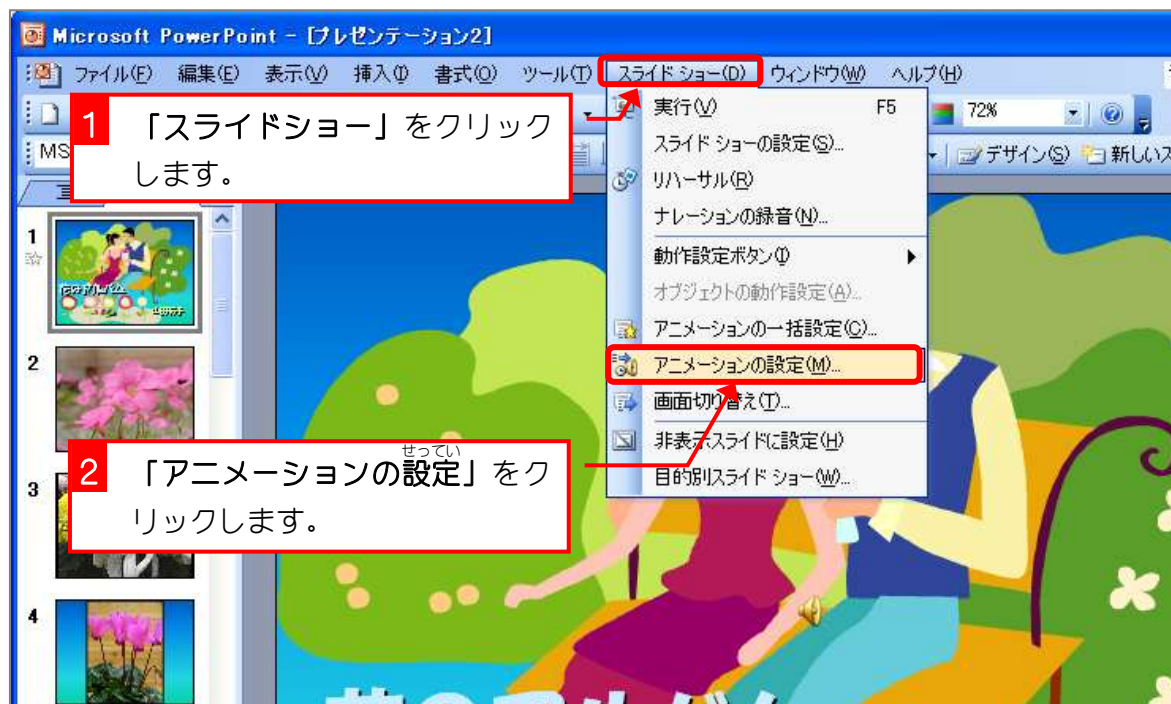 Microsoft PowerPoint - [プレゼンテーション2]
ファイル(F) 編集(E) 表示(V) 挿入(I) 書式(O) ツール(T) スライド ショー(D) ウィンドウ(W) ヘルプ(H)
72%
MS
デザイン(S) 新しいス
1 「スライドショー」をクリック
します。
実行(V) F5
スライド ショーの設定(S)...
リハーサル(R)
ナレーションの録音(N)...
動作設定ボタン(I)
オブジェクトの動作設定(A)...
アニメーションの一括設定(C)...
アニメーションの設定(M)...
画面切り替え(T)...
非表示スライドに設定(H)
目的別スライド ショー(W)...
1
2
3
4
せってい
2 「アニメーションの設定」をク
リックします。